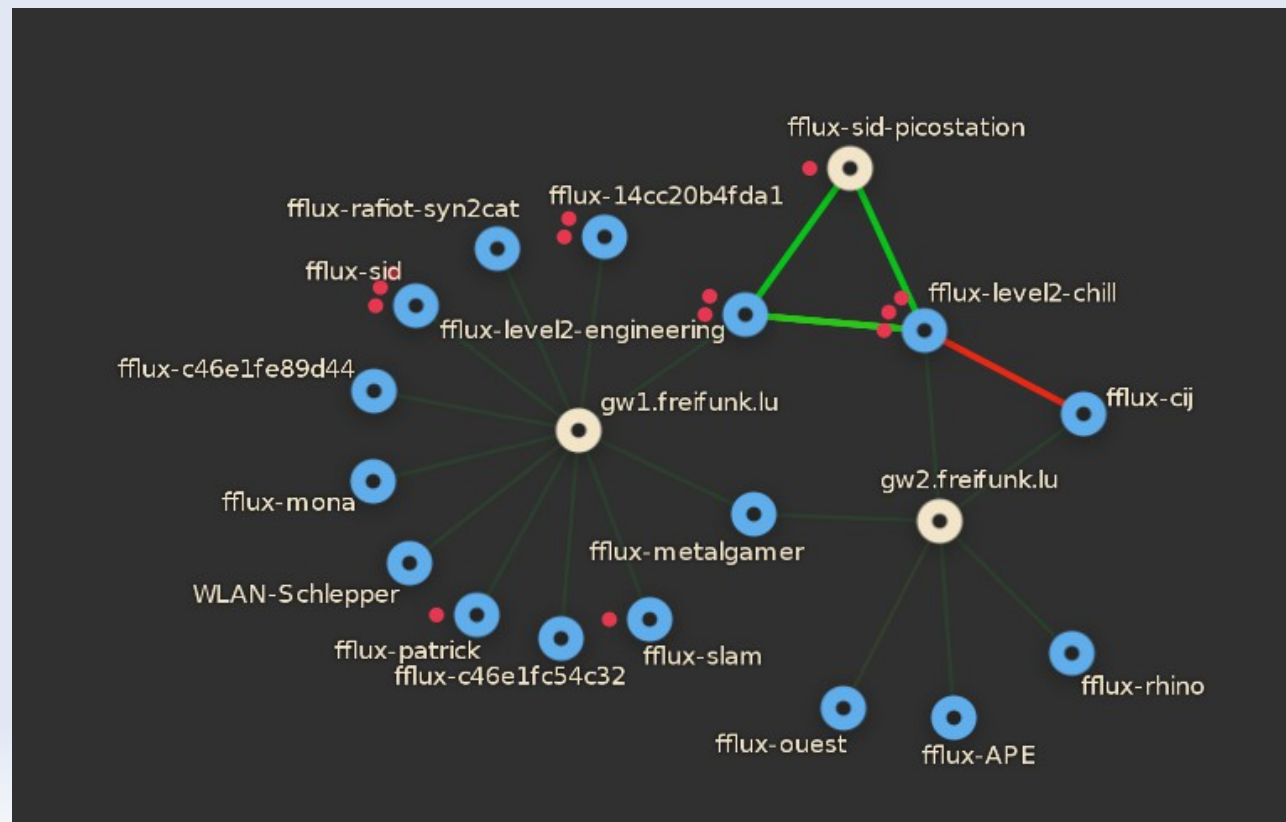 fflux-sid-picostation
fflux-14cc20b4fda1
fflux-rafiot-syn2cat
fflux-sid
fflux-level2-chill
fflux-level2-engineering
fflux-c46e1fe89d44
fflux-cij
gw1.freifunk.lu
gw2.freifunk.lu
fflux-mona
fflux-metalgamer
WLAN-Schlepper
fflux-patrick
fflux-slam
fflux-c46e1fc54c32
fflux-rhino
fflux-ouest
fflux-APE